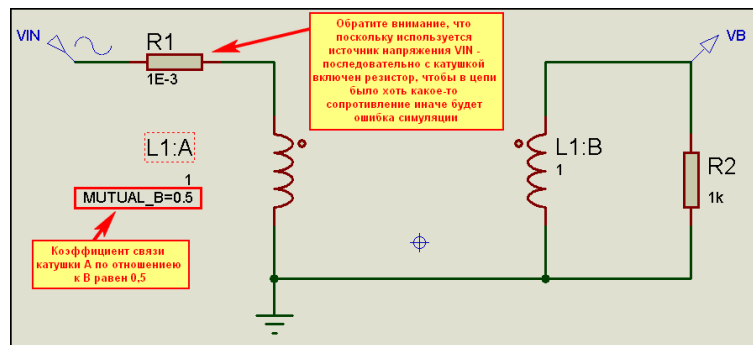 VIN
R1
1E-3
Обратите внимание, что
поскольку используется
источник напряжения VIN -
последовательно с катушкой
включен резистор, чтобы в цепи
было хоть какое-то
сопротивление иначе будет
ошибка симуляции
VB
L1:A
1
MUTUAL_B=0.5
Коэффициент связи
катушки А по отношениею
к В равен 0,5
L1:B
1
R2
1k